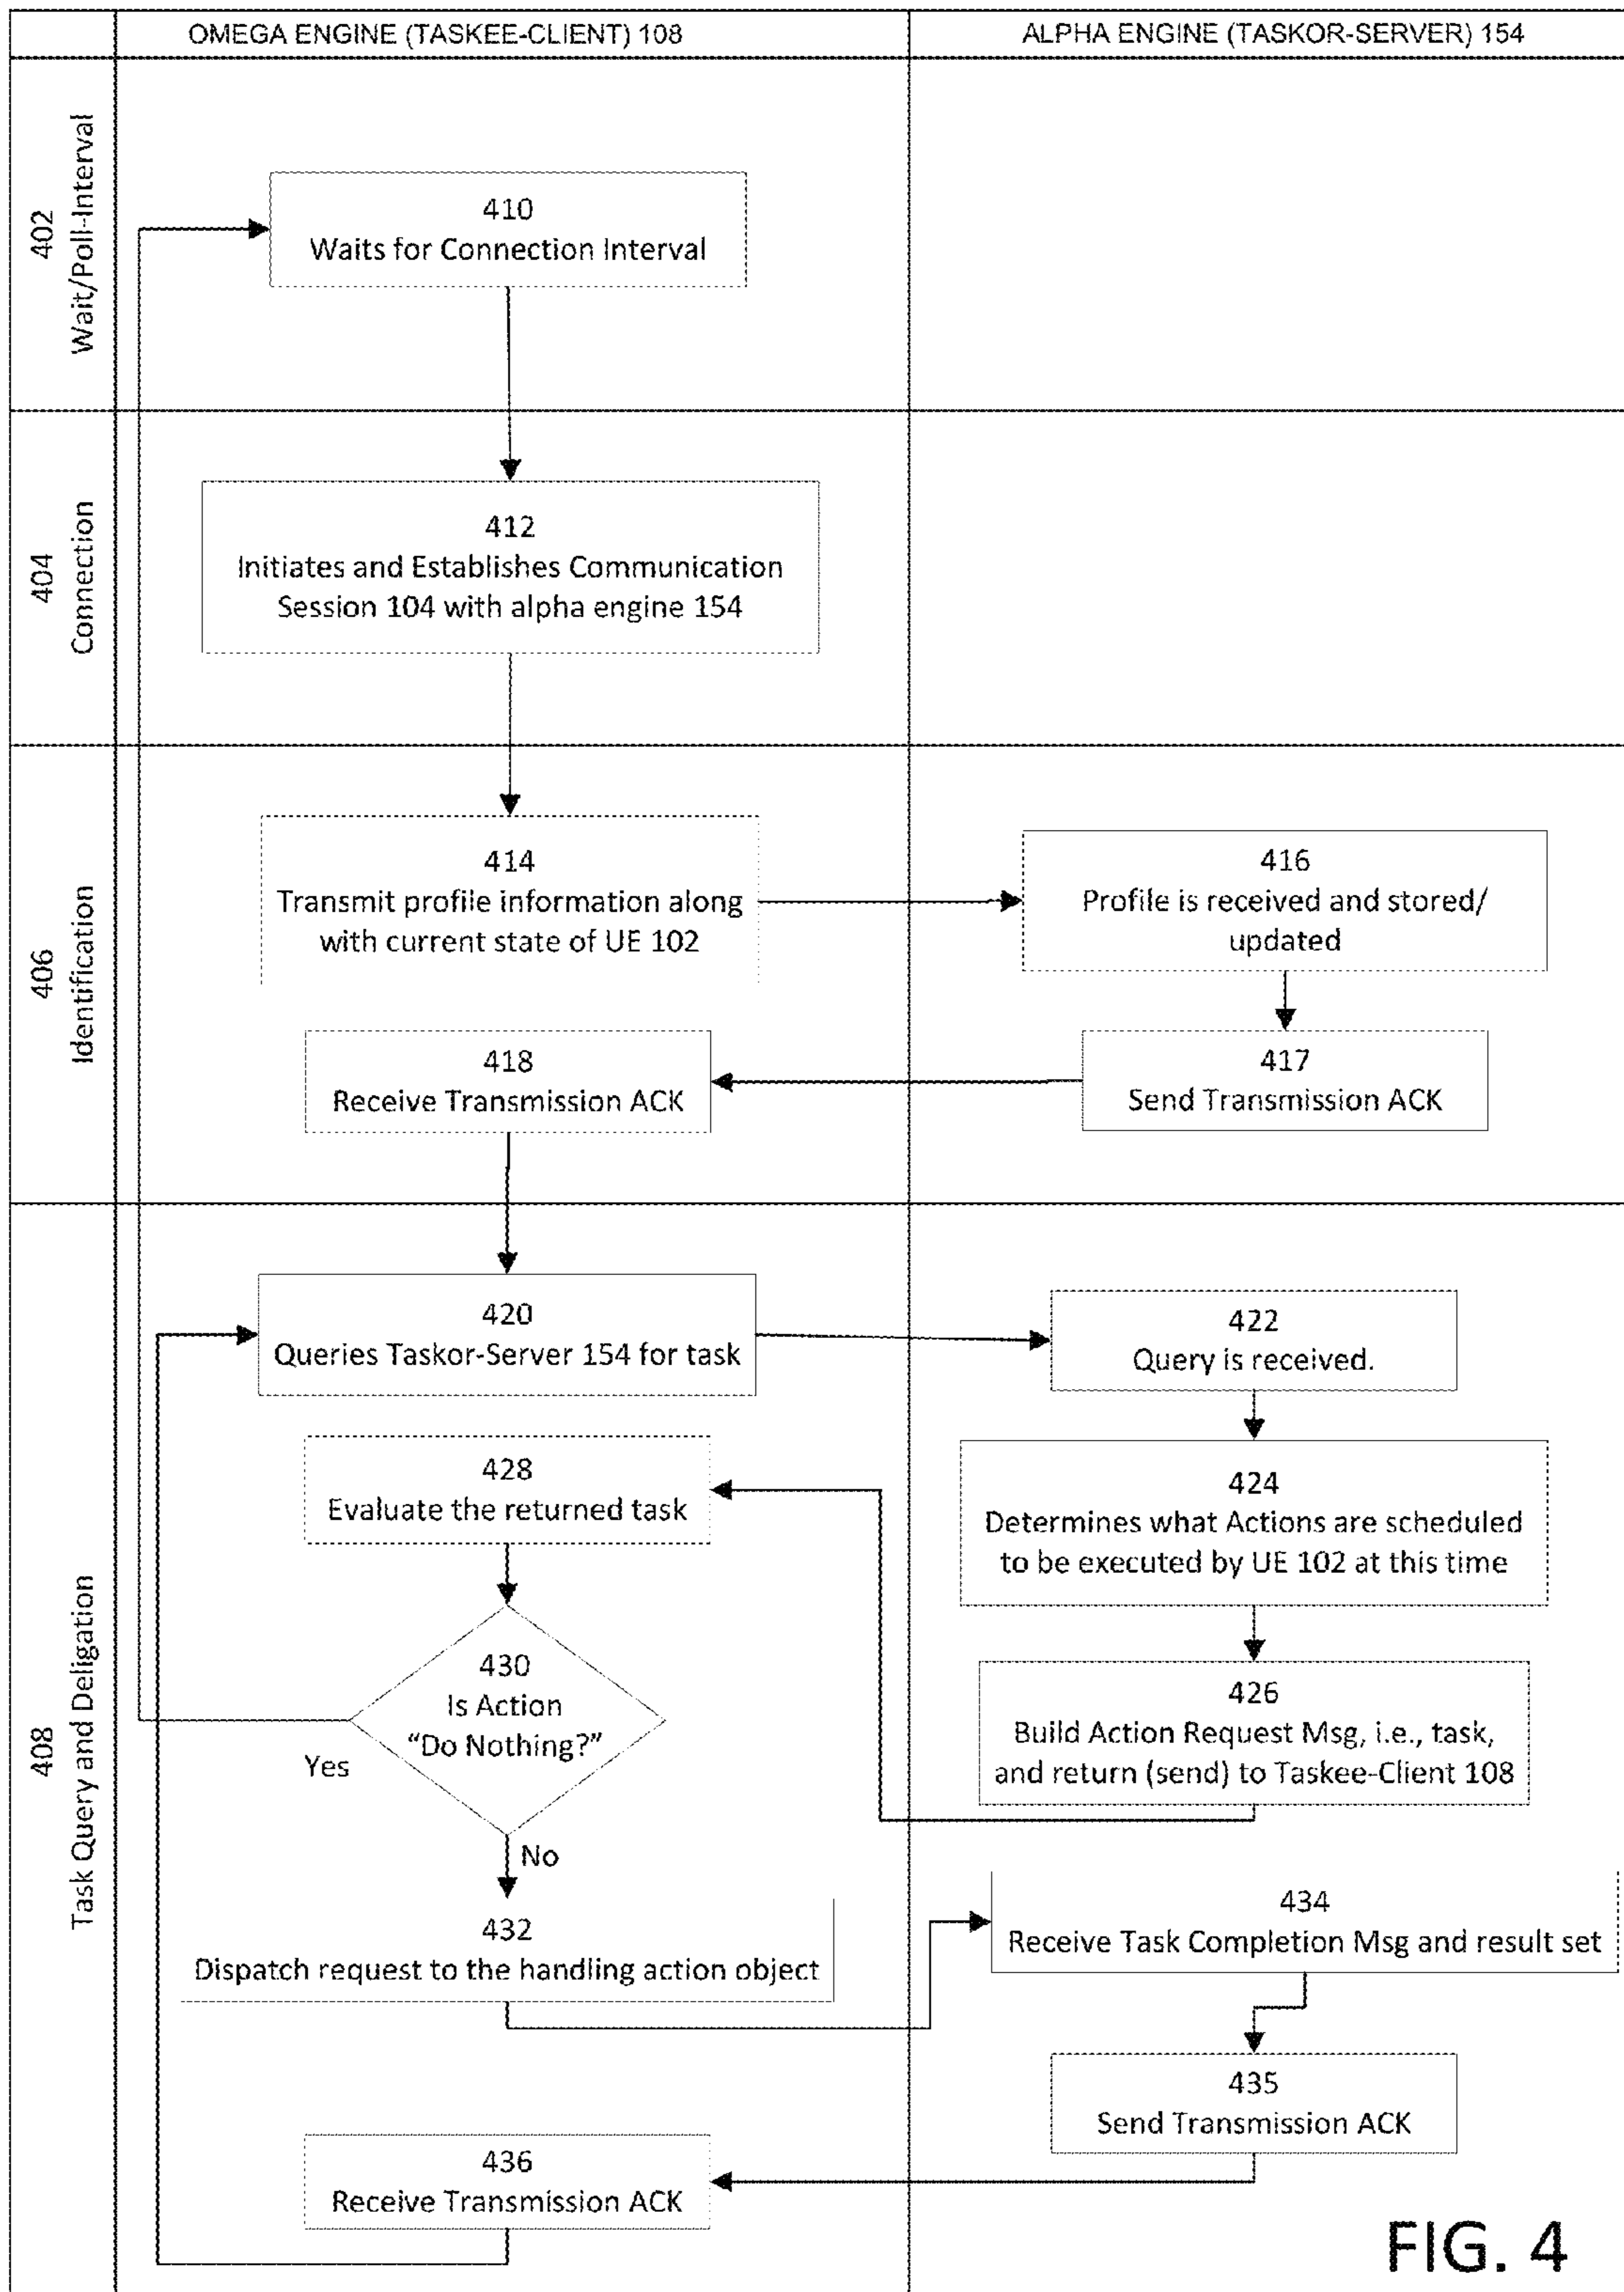 OMEGA ENGINE (TASKEE-CLIENT) 108
ALPHA ENGINE (TASKOR-SERVER) 154
402
Wait/Poll-Interval
410
Waits for Connection Interval
404
Connection
412
Initiates and Establishes Communication
Session 104 with alpha engine 154
406
Identification
414
Transmit profile information along
with current state of UE 102
416
Profile is received and stored/
updated
418
Receive Transmission ACK
417
Send Transmission ACK
408
Task Query and Deligation
420
Queries Taskor-Server 154 for task
422
Query is received.
428
Evaluate the returned task
424
Determines what Actions are scheduled
to be executed by UE 102 at this time
430
Is Action
“Do Nothing?”
Yes
No
426
Build Action Request Msg, i.e., task,
and return (send) to Taskee-Client 108
432
Dispatch request to the handling action object
434
Receive Task Completion Msg and result set
435
Send Transmission ACK
436
Receive Transmission ACK
FIG. 4